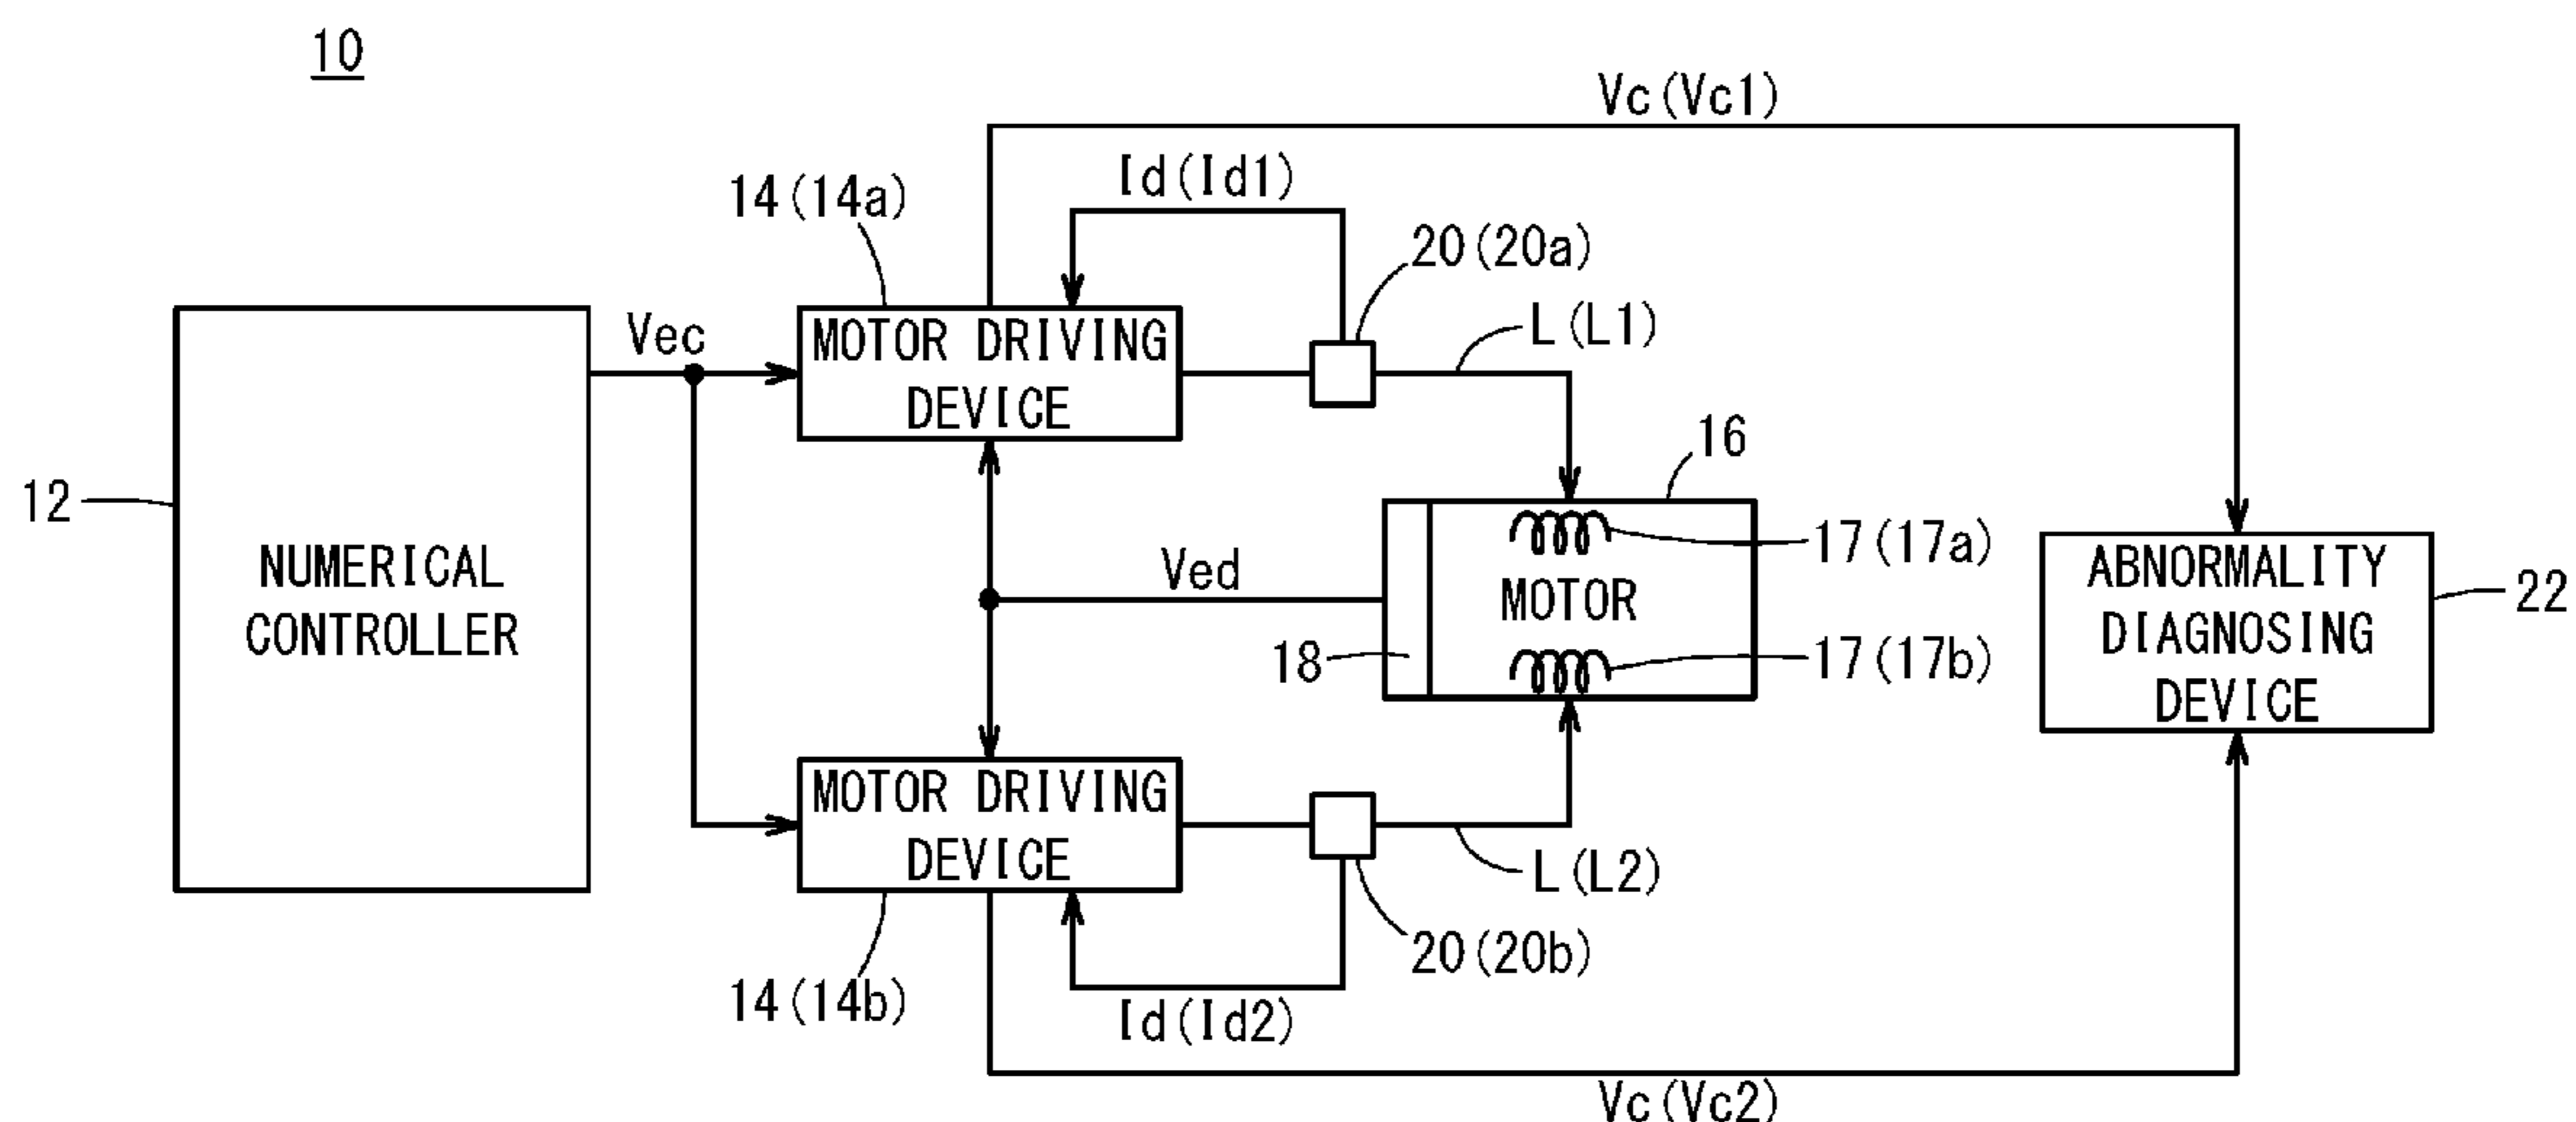 10
Vc(Vc1)
Id(Id1)
14(14a)
20(20a)
Vec
L(L1)
MOTOR DRIVING
DEVICE
16
12
17(17a)
NUMERICAL
CONTROLLER
Ved
MOTOR
18
17(17b)
ABNORMALITY
DIAGNOSING
DEVICE
22
MOTOR DRIVING
DEVICE
L(L2)
20(20b)
14(14b)
Id(Id2)
Vc(Vc2)